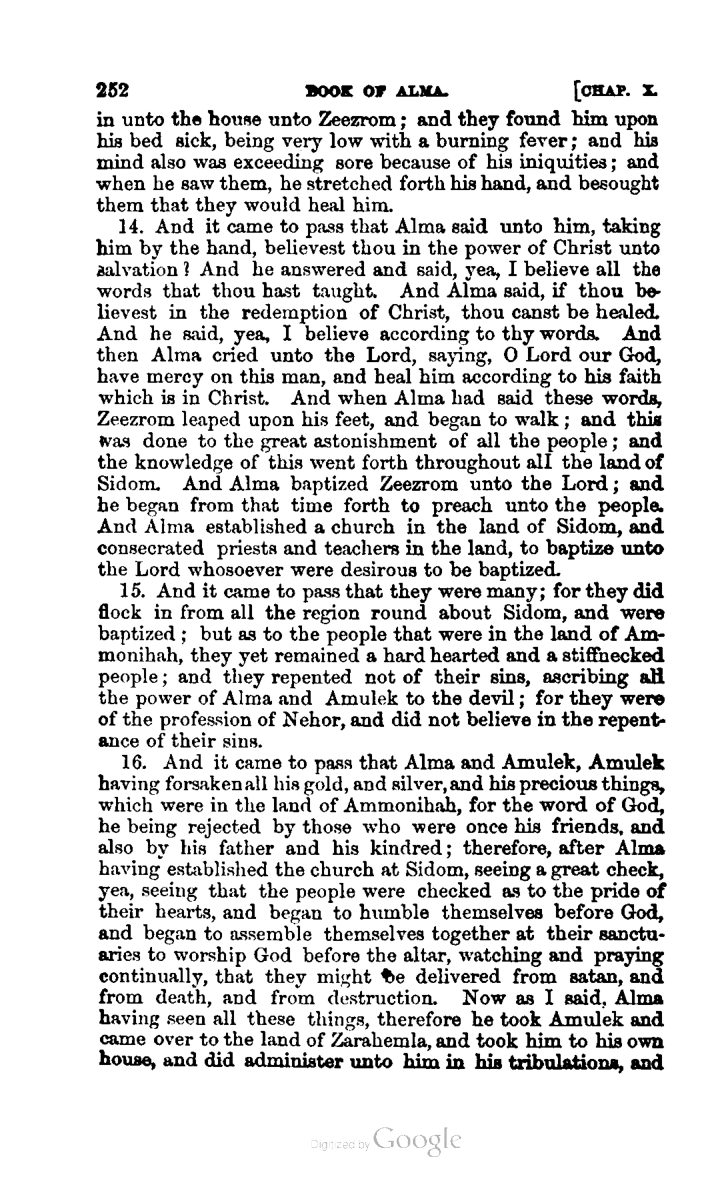 252 BOOK OF ALMA. [CHAP. X.
in unto the house unto Zeezrom; and they found him upon
his bed sick, being very low with a burning fever; and his
mind also was exceeding sore because of his iniquities; and
when he saw them, he stretched forth his hand, and besought
them that they would heal him.
14. And it came to pass that Alma said unto him, taking
him by the hand, believest thou in the power of Christ unto
salvation? And he answered and said, yea, I believe all the
words that thou hast taught. And Alma said, if thou be-
lievest in the redemption of Christ, thou canst be healed.
And he said, yea, I believe according to thy words. And
then Alma cried unto the Lord, saying, O Lord our God,
have mercy on this man, and heal him according to his faith
which is in Christ. And when Alma had said these words,
Zeezrom leaped upon his feet, and began to walk; and this
was done to the great astonishment of all the people; and
the knowledge of this went forth throughout all the land of
Sidom. And Alma baptized Zeezrom unto the Lord; and
he began from that time forth to preach unto the people.
And Alma established a church in the land of Sidom, and
consecrated priests and teachers in the land, to baptize unto
the Lord whosoever were desirous to be baptized.
15. And it came to pass that they were many; for they did
flock in from all the region round about Sidom, and were
baptized; but as to the people that were in the land of Am-
monihah, they yet remained a hard hearted and a stiffnecked
people; and they repented not of their sins, ascribing all
the power of Alma and Amulek to the devil; for they were
of the profession of Nehor, and did not believe in the repent-
ance of their sins.
16. And it came to pass that Alma and Amulek, Amulek
having forsaken all his gold, and silver, and his precious things,
which were in the land of Ammonihah, for the word of God,
he being rejected by those who were once his friends, and
also by his father and his kindred; therefore, after Alma
having established the church at Sidom, seeing a great check,
yea, seeing that the people were checked as to the pride of
their hearts, and began to humble themselves before God,
and began to assemble themselves together at their sanctu-
aries to worship God before the altar, watching and praying
continually, that they might be delivered from satan, and
from death, and from destruction. Now as I said, Alma
having seen all these things, therefore he took Amulek and
came over to the land of Zarahemla, and took him to his own
house, and did administer unto him in his tribulations, and
Digitized by Google